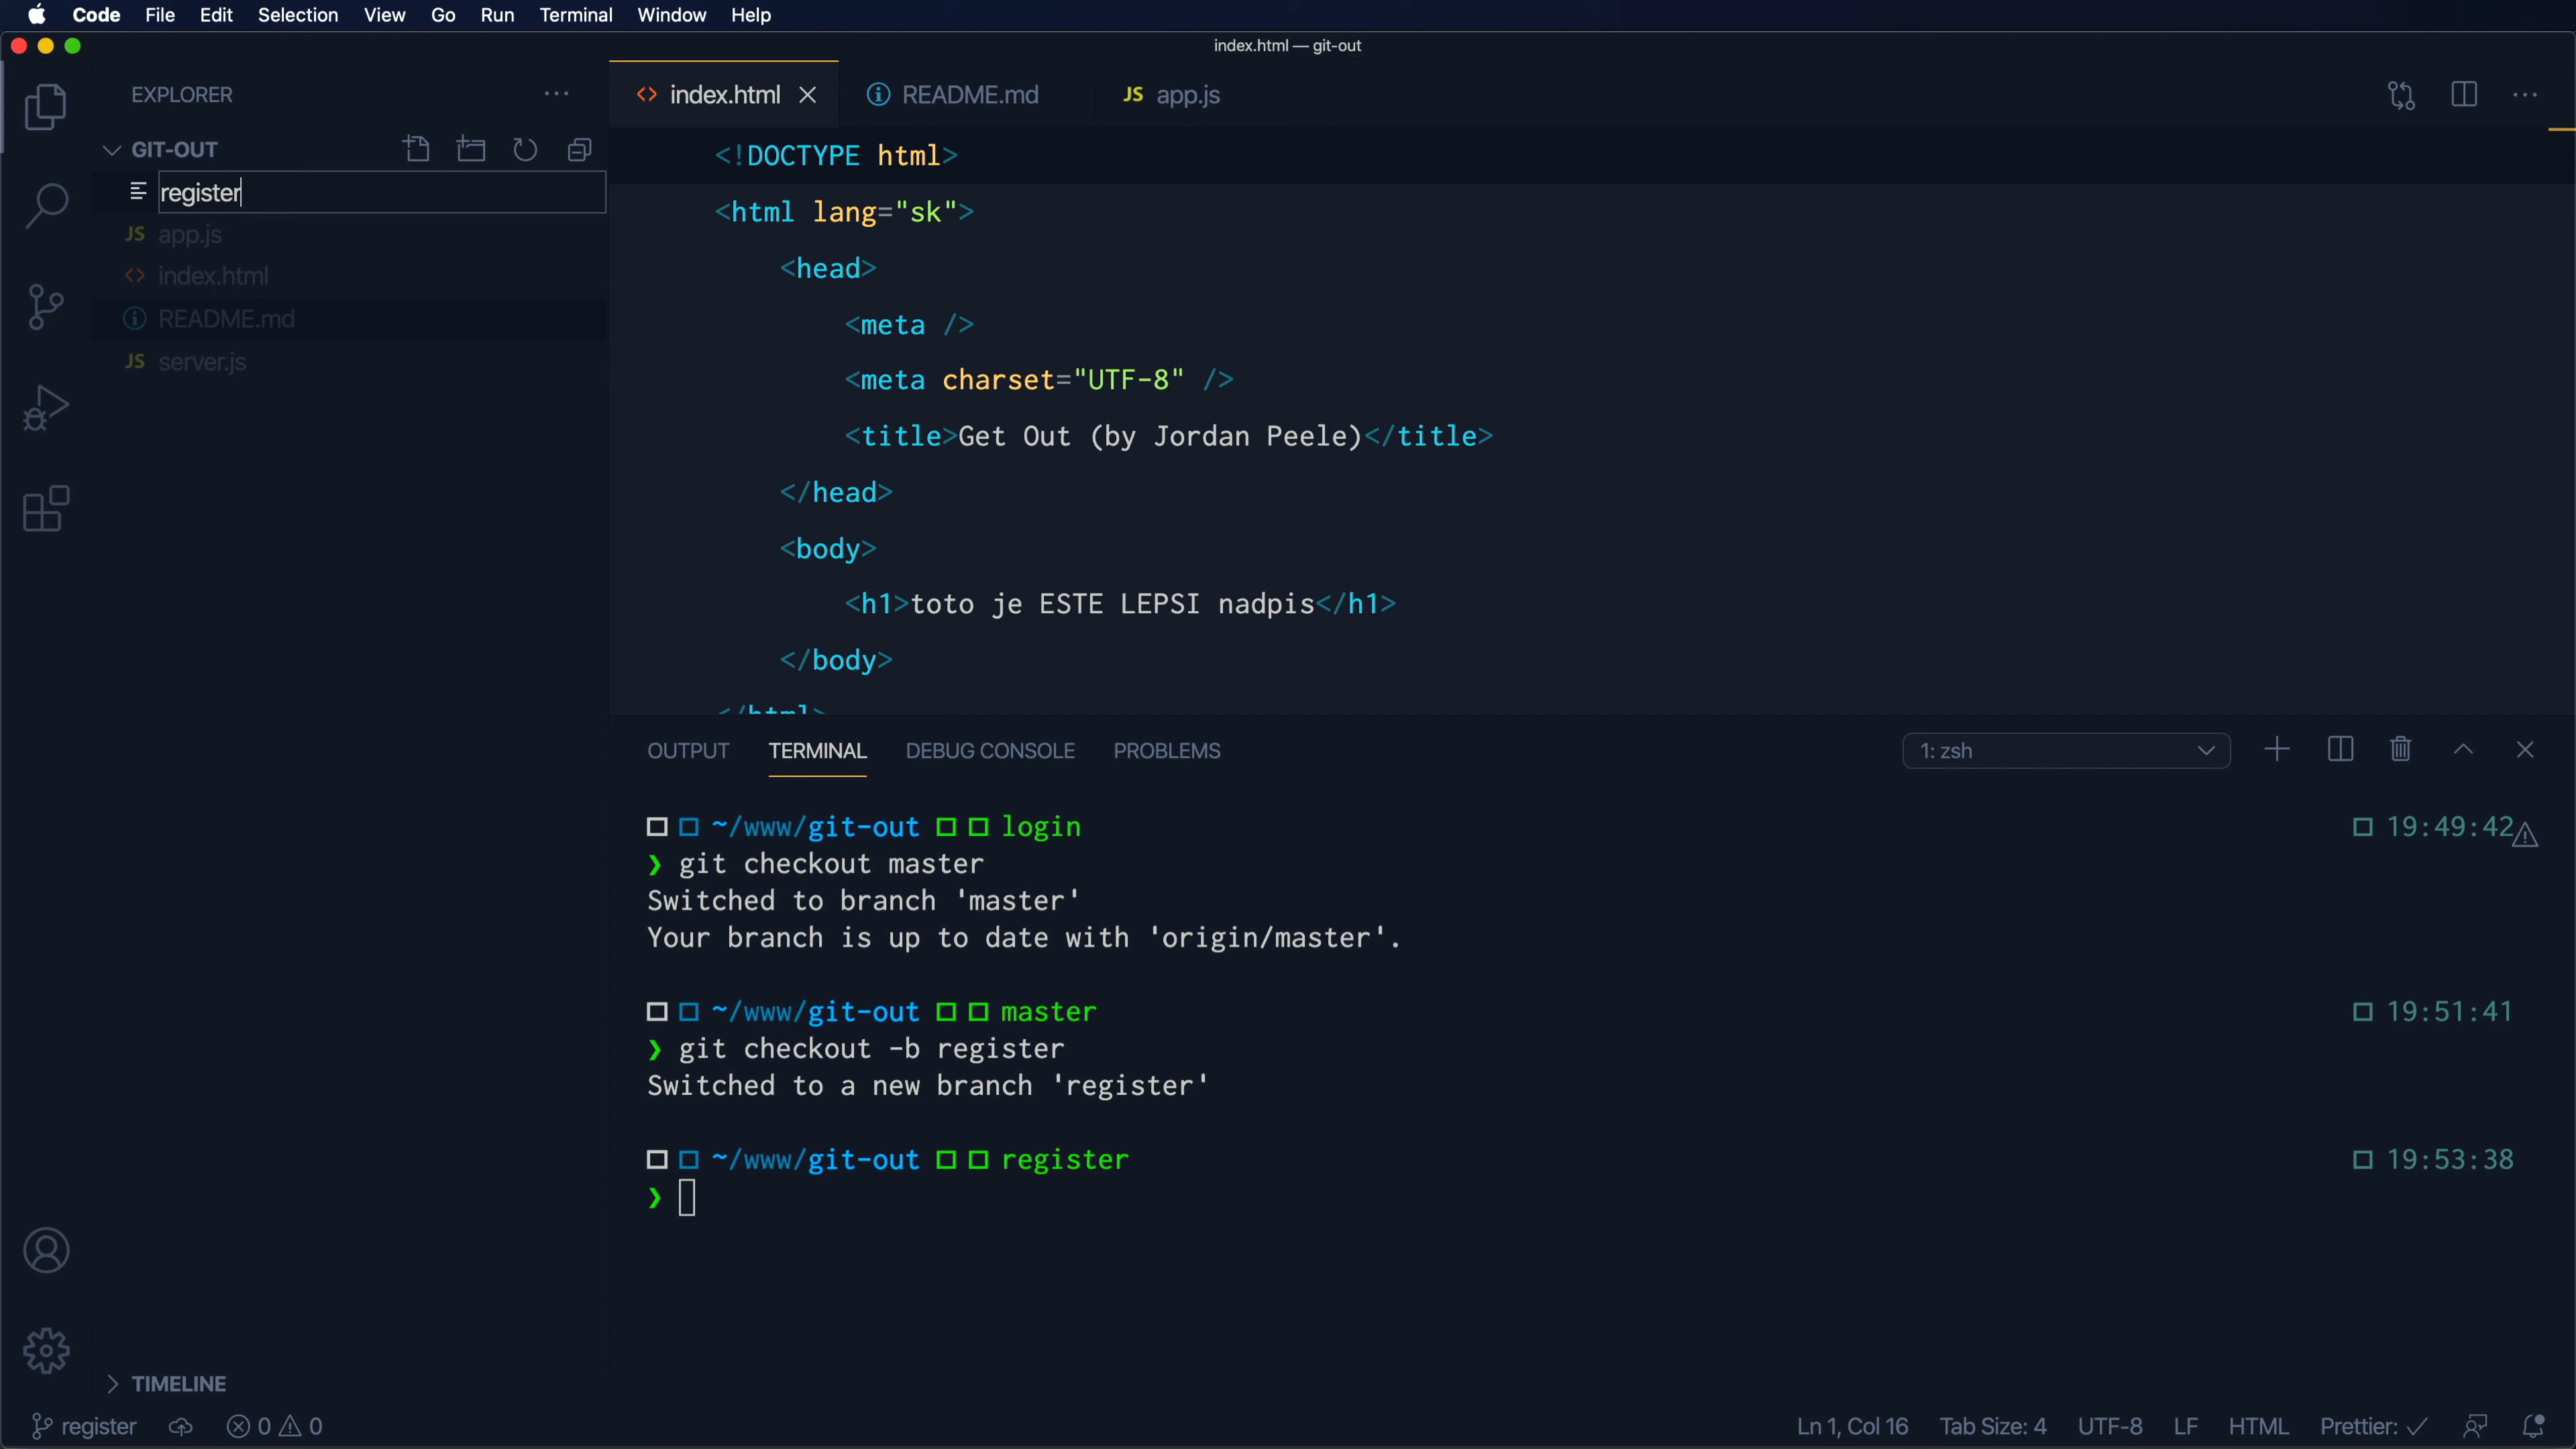 Code File Edit Selection View Go Run Terminal Window Help
index.html — git-out
EXPLORER
GIT-OUT
register
JS app.js
index.html
README.md
JS server.js
TIMELINE
index.html README.md JS app.js
<!DOCTYPE html>
<html lang="sk">
<head>
<meta />
<meta charset="UTF-8" />
<title>Get Out (by Jordan Peele)</title>
</head>
<body>
<h1>toto je ESTE LEPSI nadpis</h1>
</body>
</html>
OUTPUT TERMINAL DEBUG CONSOLE PROBLEMS 1: zsh
~/www/git-out login 19:49:42
❯ git checkout master
Switched to branch 'master'
Your branch is up to date with 'origin/master'.
~/www/git-out master 19:51:41
❯ git checkout -b register
Switched to a new branch 'register'
~/www/git-out register 19:53:38
❯
register 0 0 Ln 1, Col 16 Tab Size: 4 UTF-8 LF HTML Prettier: ✓